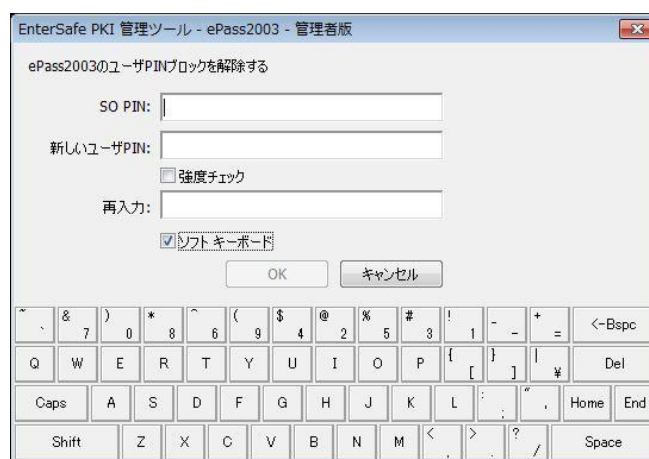 EnterSafe PKI 管理ツール - ePass2003 - 管理者版
ePass2003のユーザPINブロックを解除する
SO PIN:
新しいユーザPIN:
強度チェック
再入力:
ソフト キーボード
OK キャンセル
~ ` & 7 ) 0 * 8 ^ 6 ( 9 $ 4 @ 2 % 5 # 3 ! 1 _ - + = <-Bspc
Q W E R T Y U I O P { [ } ] | ¥ Del
Caps A S D F G H J K L : ; " ' Home End
Shift Z X C V B N M < , > . ? / Space